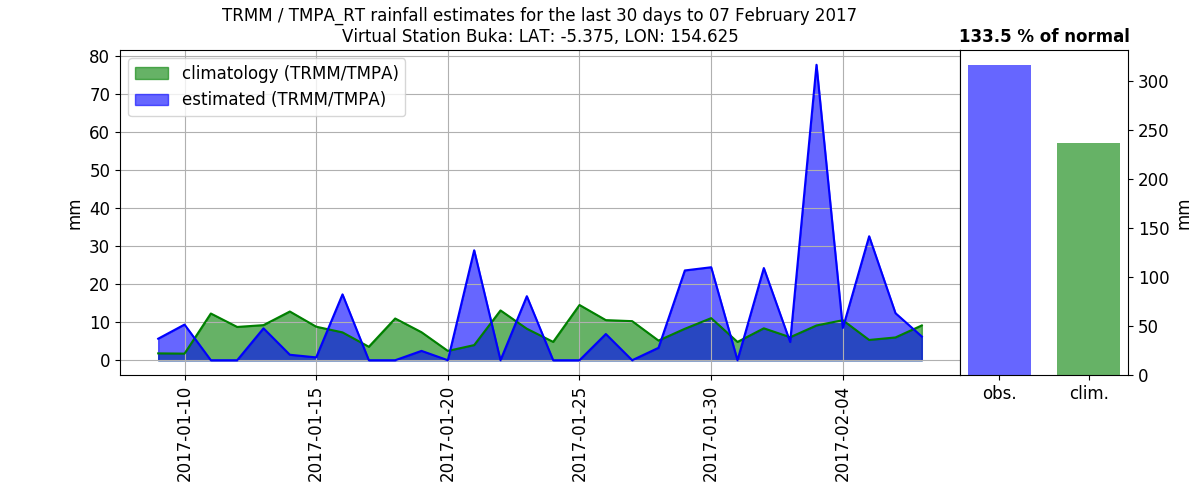 TRMM / TMPA_RT rainfall estimates for the last 30 days to 07 February 2017
Virtual Station Buka: LAT: -5.375, LON: 154.625
133.5 % of normal
climatology (TRMM/TMPA)
estimated (TRMM/TMPA)
mm
80
70
60
50
40
30
20
10
0
2017-01-10
2017-01-15
2017-01-20
2017-01-25
2017-01-30
2017-02-04
300
250
200
150
100
50
0
mm
obs.
clim.